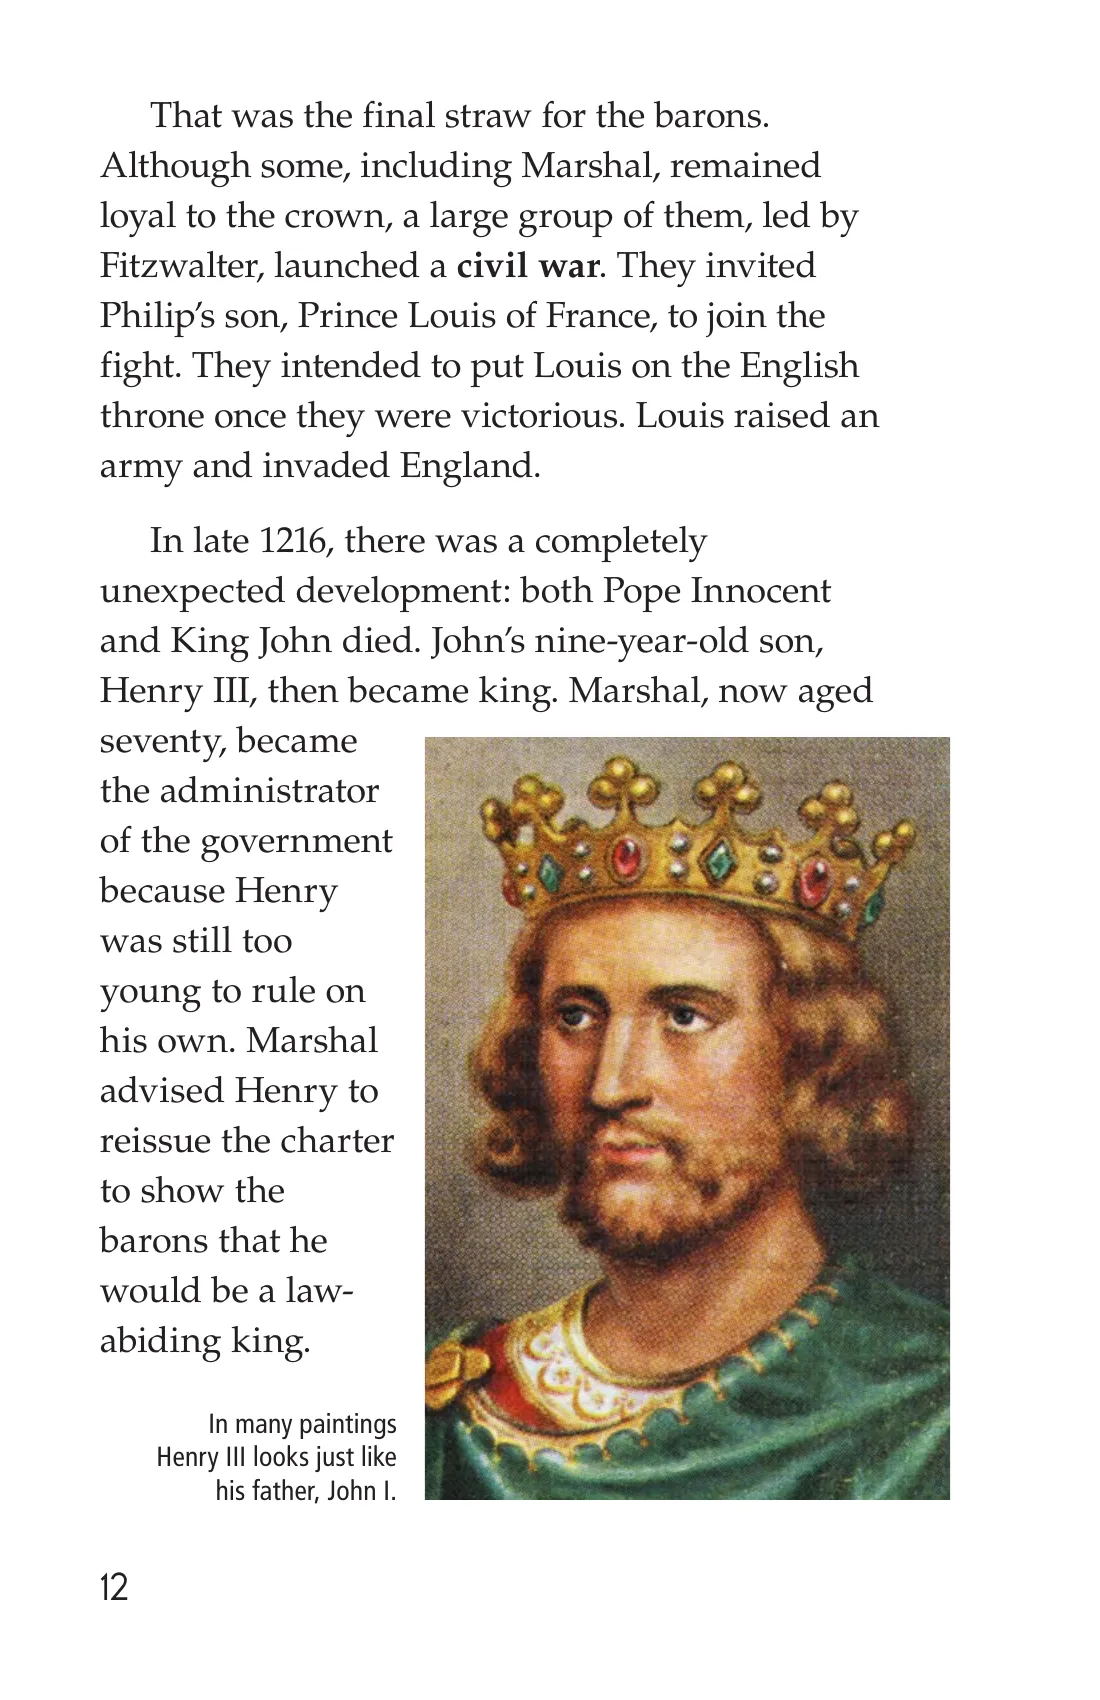 That was the final straw for the barons.
Although some, including Marshal, remained
loyal to the crown, a large group of them, led by
Fitzwalter, launched a civil war. They invited
Philip’s son, Prince Louis of France, to join the
fight. They intended to put Louis on the English
throne once they were victorious. Louis raised an
army and invaded England.
In late 1216, there was a completely
unexpected development: both Pope Innocent
and King John died. John’s nine-year-old son,
Henry III, then became king. Marshal, now aged
seventy, became
the administrator
of the government
because Henry
was still too
young to rule on
his own. Marshal
advised Henry to
reissue the charter
to show the
barons that he
would be a law-
abiding king.
In many paintings
Henry III looks just like
his father, John I.
12